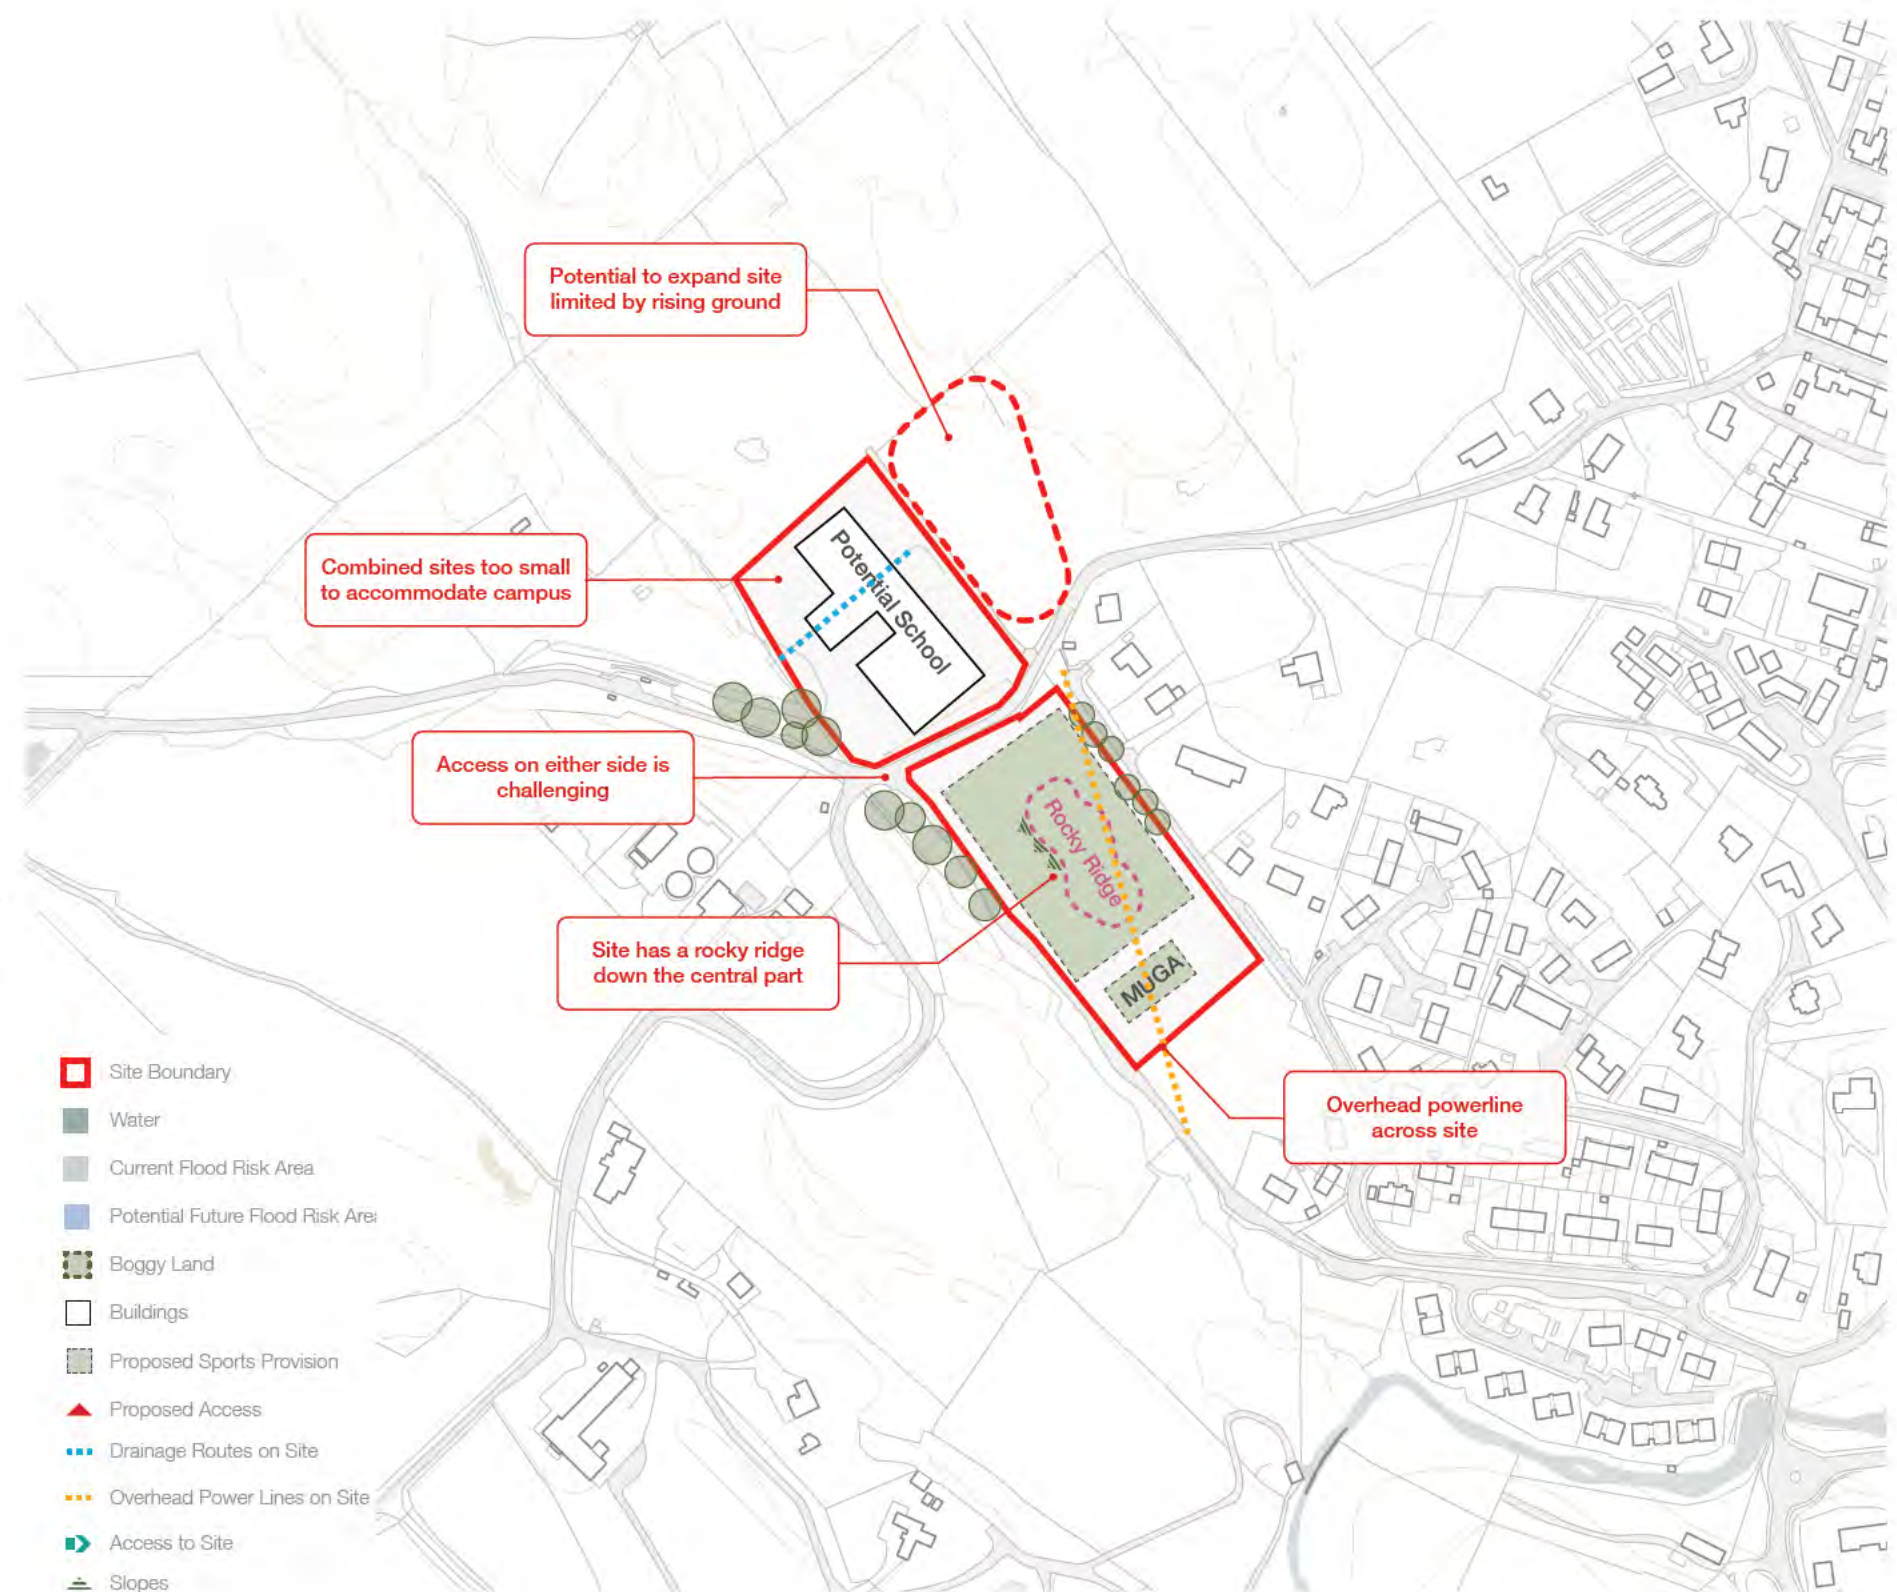 Potential to expand site
limited by rising ground
Combined sites too small
to accommodate campus
Potential School
Access on either side is
challenging
Rocky Ridge
Site has a rocky ridge
down the central part
MUGA
Overhead powerline
across site
Site Boundary
Water
Current Flood Risk Area
Potential Future Flood Risk Area
Boggy Land
Buildings
Proposed Sports Provision
Proposed Access
Drainage Routes on Site
Overhead Power Lines on Site
Access to Site
Slopes